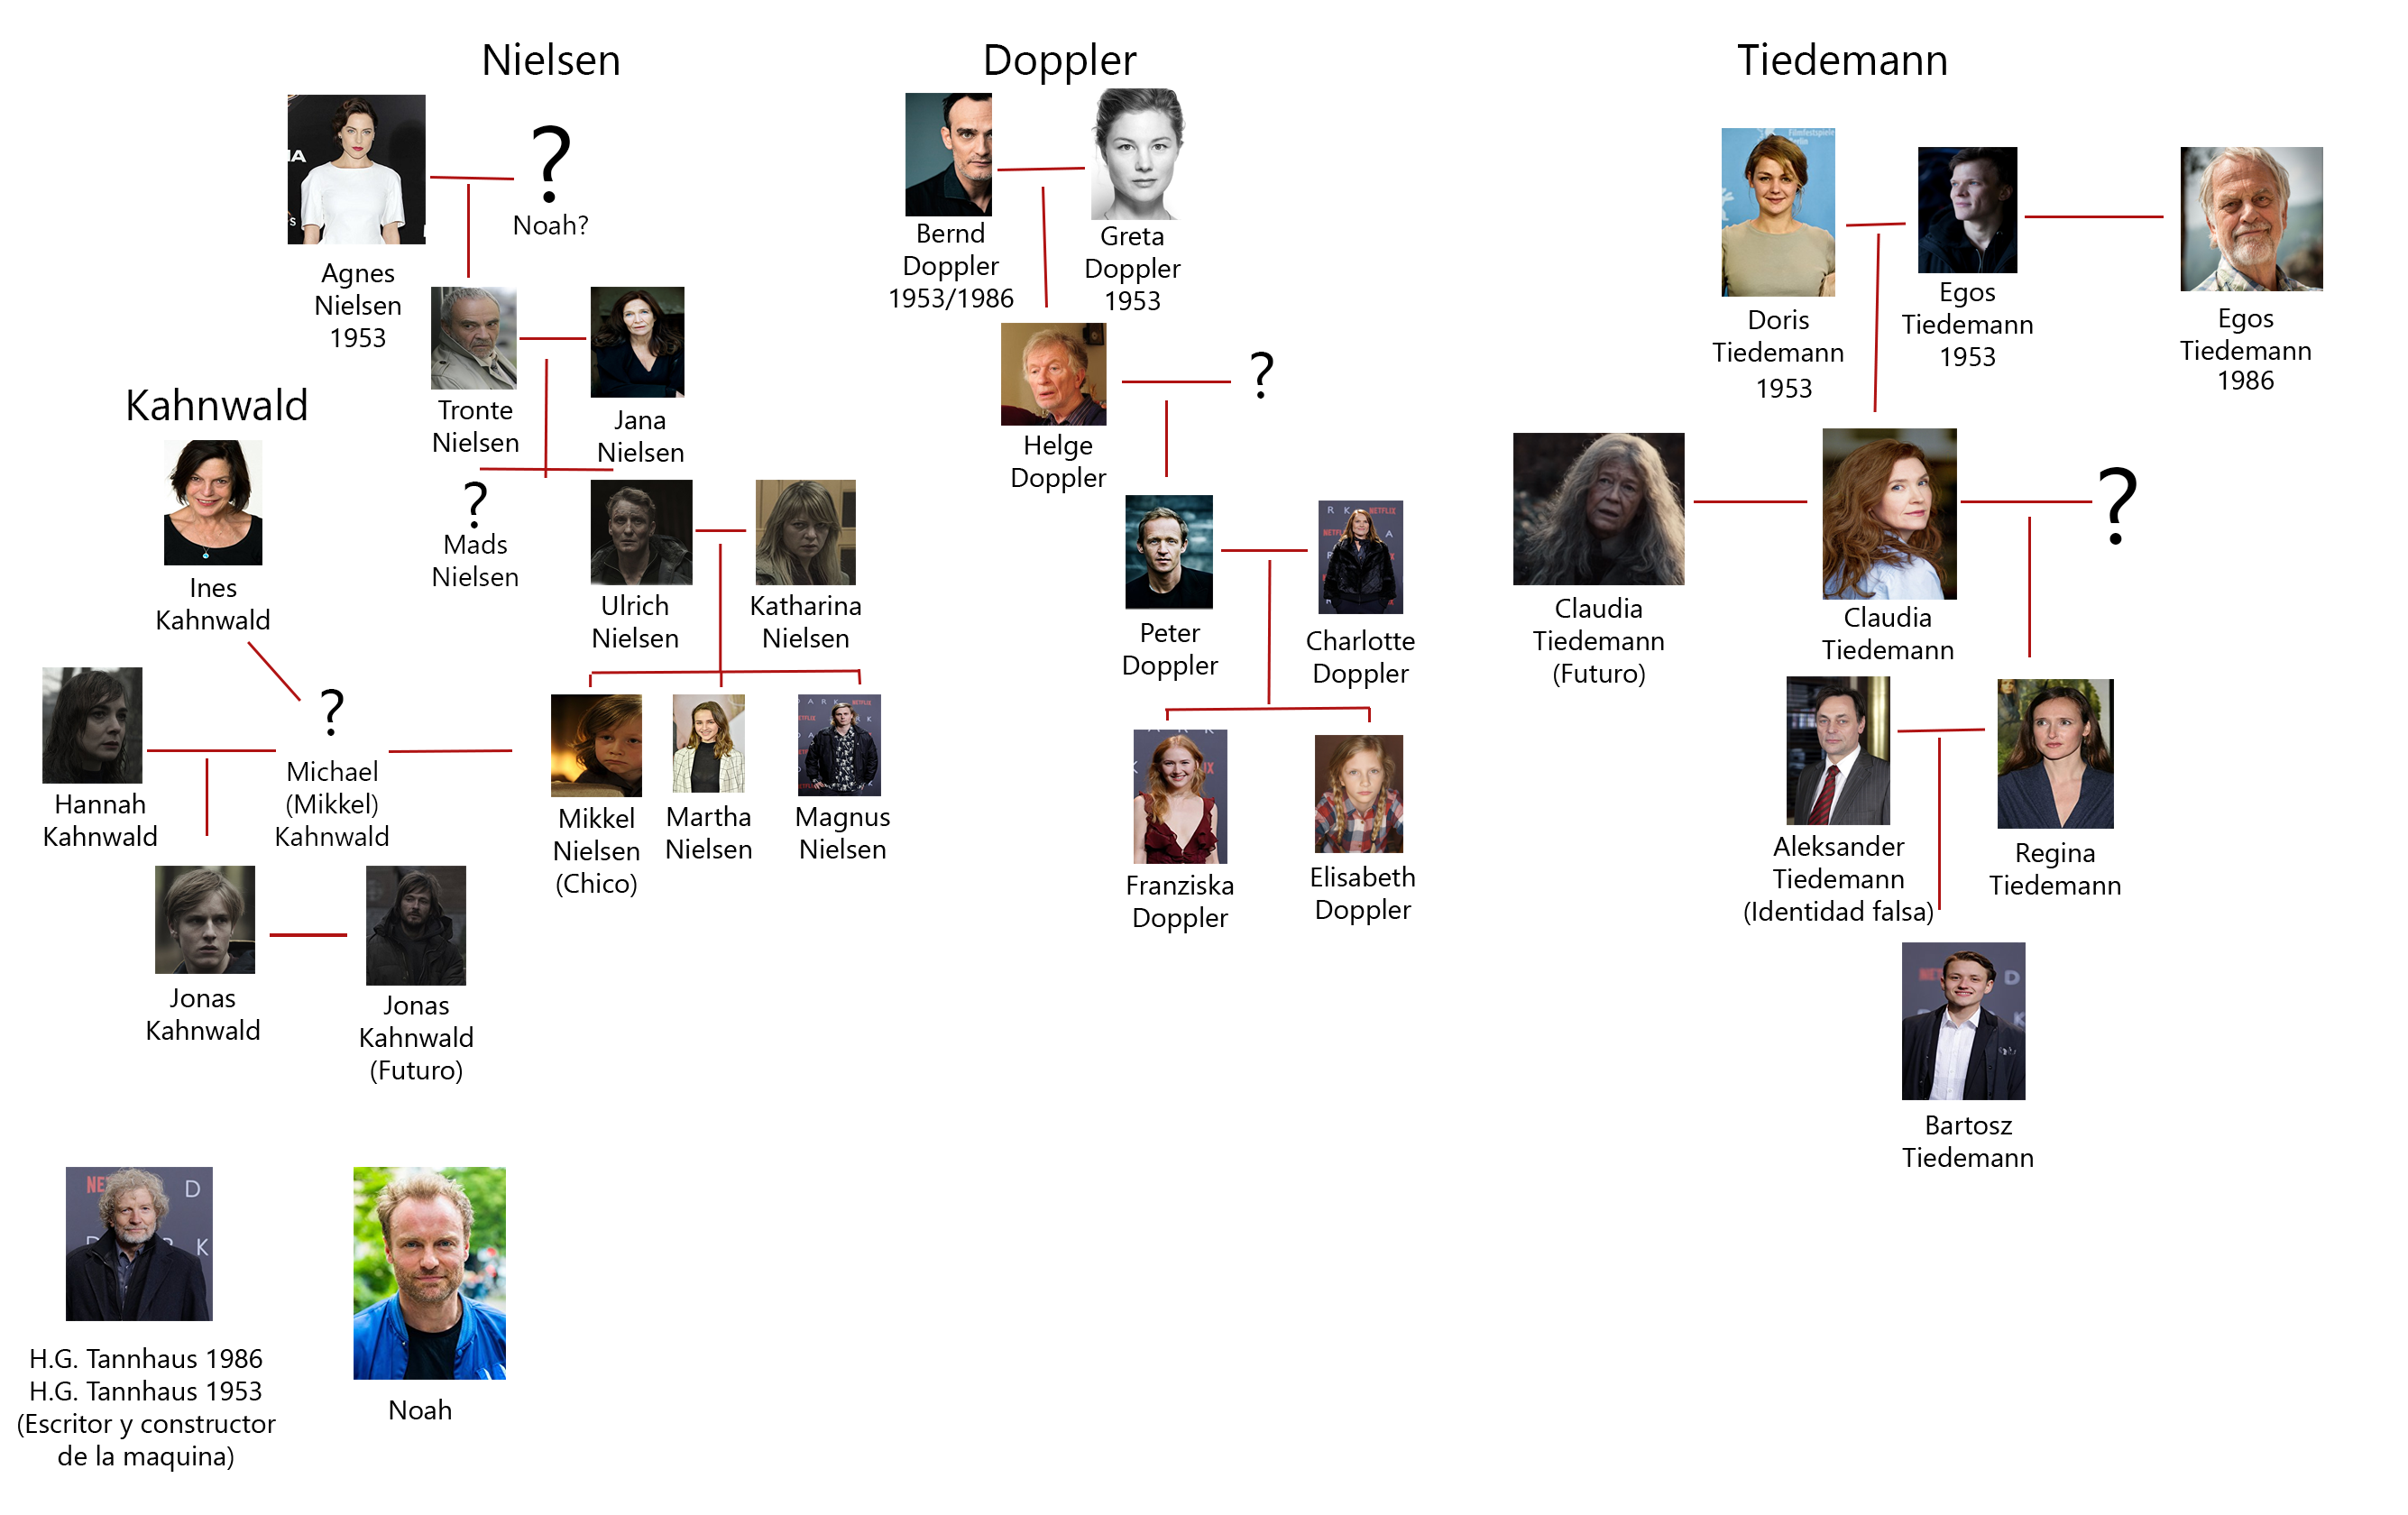 Nielsen
Doppler
Tiedemann
?
Noah?
Agnes
Nielsen
1953
Bernd
Doppler
1953/1986
Greta
Doppler
1953
Doris
Tiedemann
1953
Egos
Tiedemann
1953
Egos
Tiedemann
1986
Kahnwald
Tronte
Nielsen
Jana
Nielsen
?
Helge
Doppler
?
Mads
Nielsen
?
Ines
Kahnwald
Ulrich
Nielsen
Katharina
Nielsen
Peter
Doppler
Charlotte
Doppler
Claudia
Tiedemann
(Futuro)
Claudia
Tiedemann
?
Michael
(Mikkel)
Kahnwald
Hannah
Kahnwald
Mikkel
Nielsen
(Chico)
Martha
Nielsen
Magnus
Nielsen
Franziska
Doppler
Elisabeth
Doppler
Aleksander
Tiedemann
(Identidad falsa)
Regina
Tiedemann
Jonas
Kahnwald
Jonas
Kahnwald
(Futuro)
Bartosz
Tiedemann
H.G. Tannhaus 1986
H.G. Tannhaus 1953
(Escritor y constructor
de la maquina)
Noah